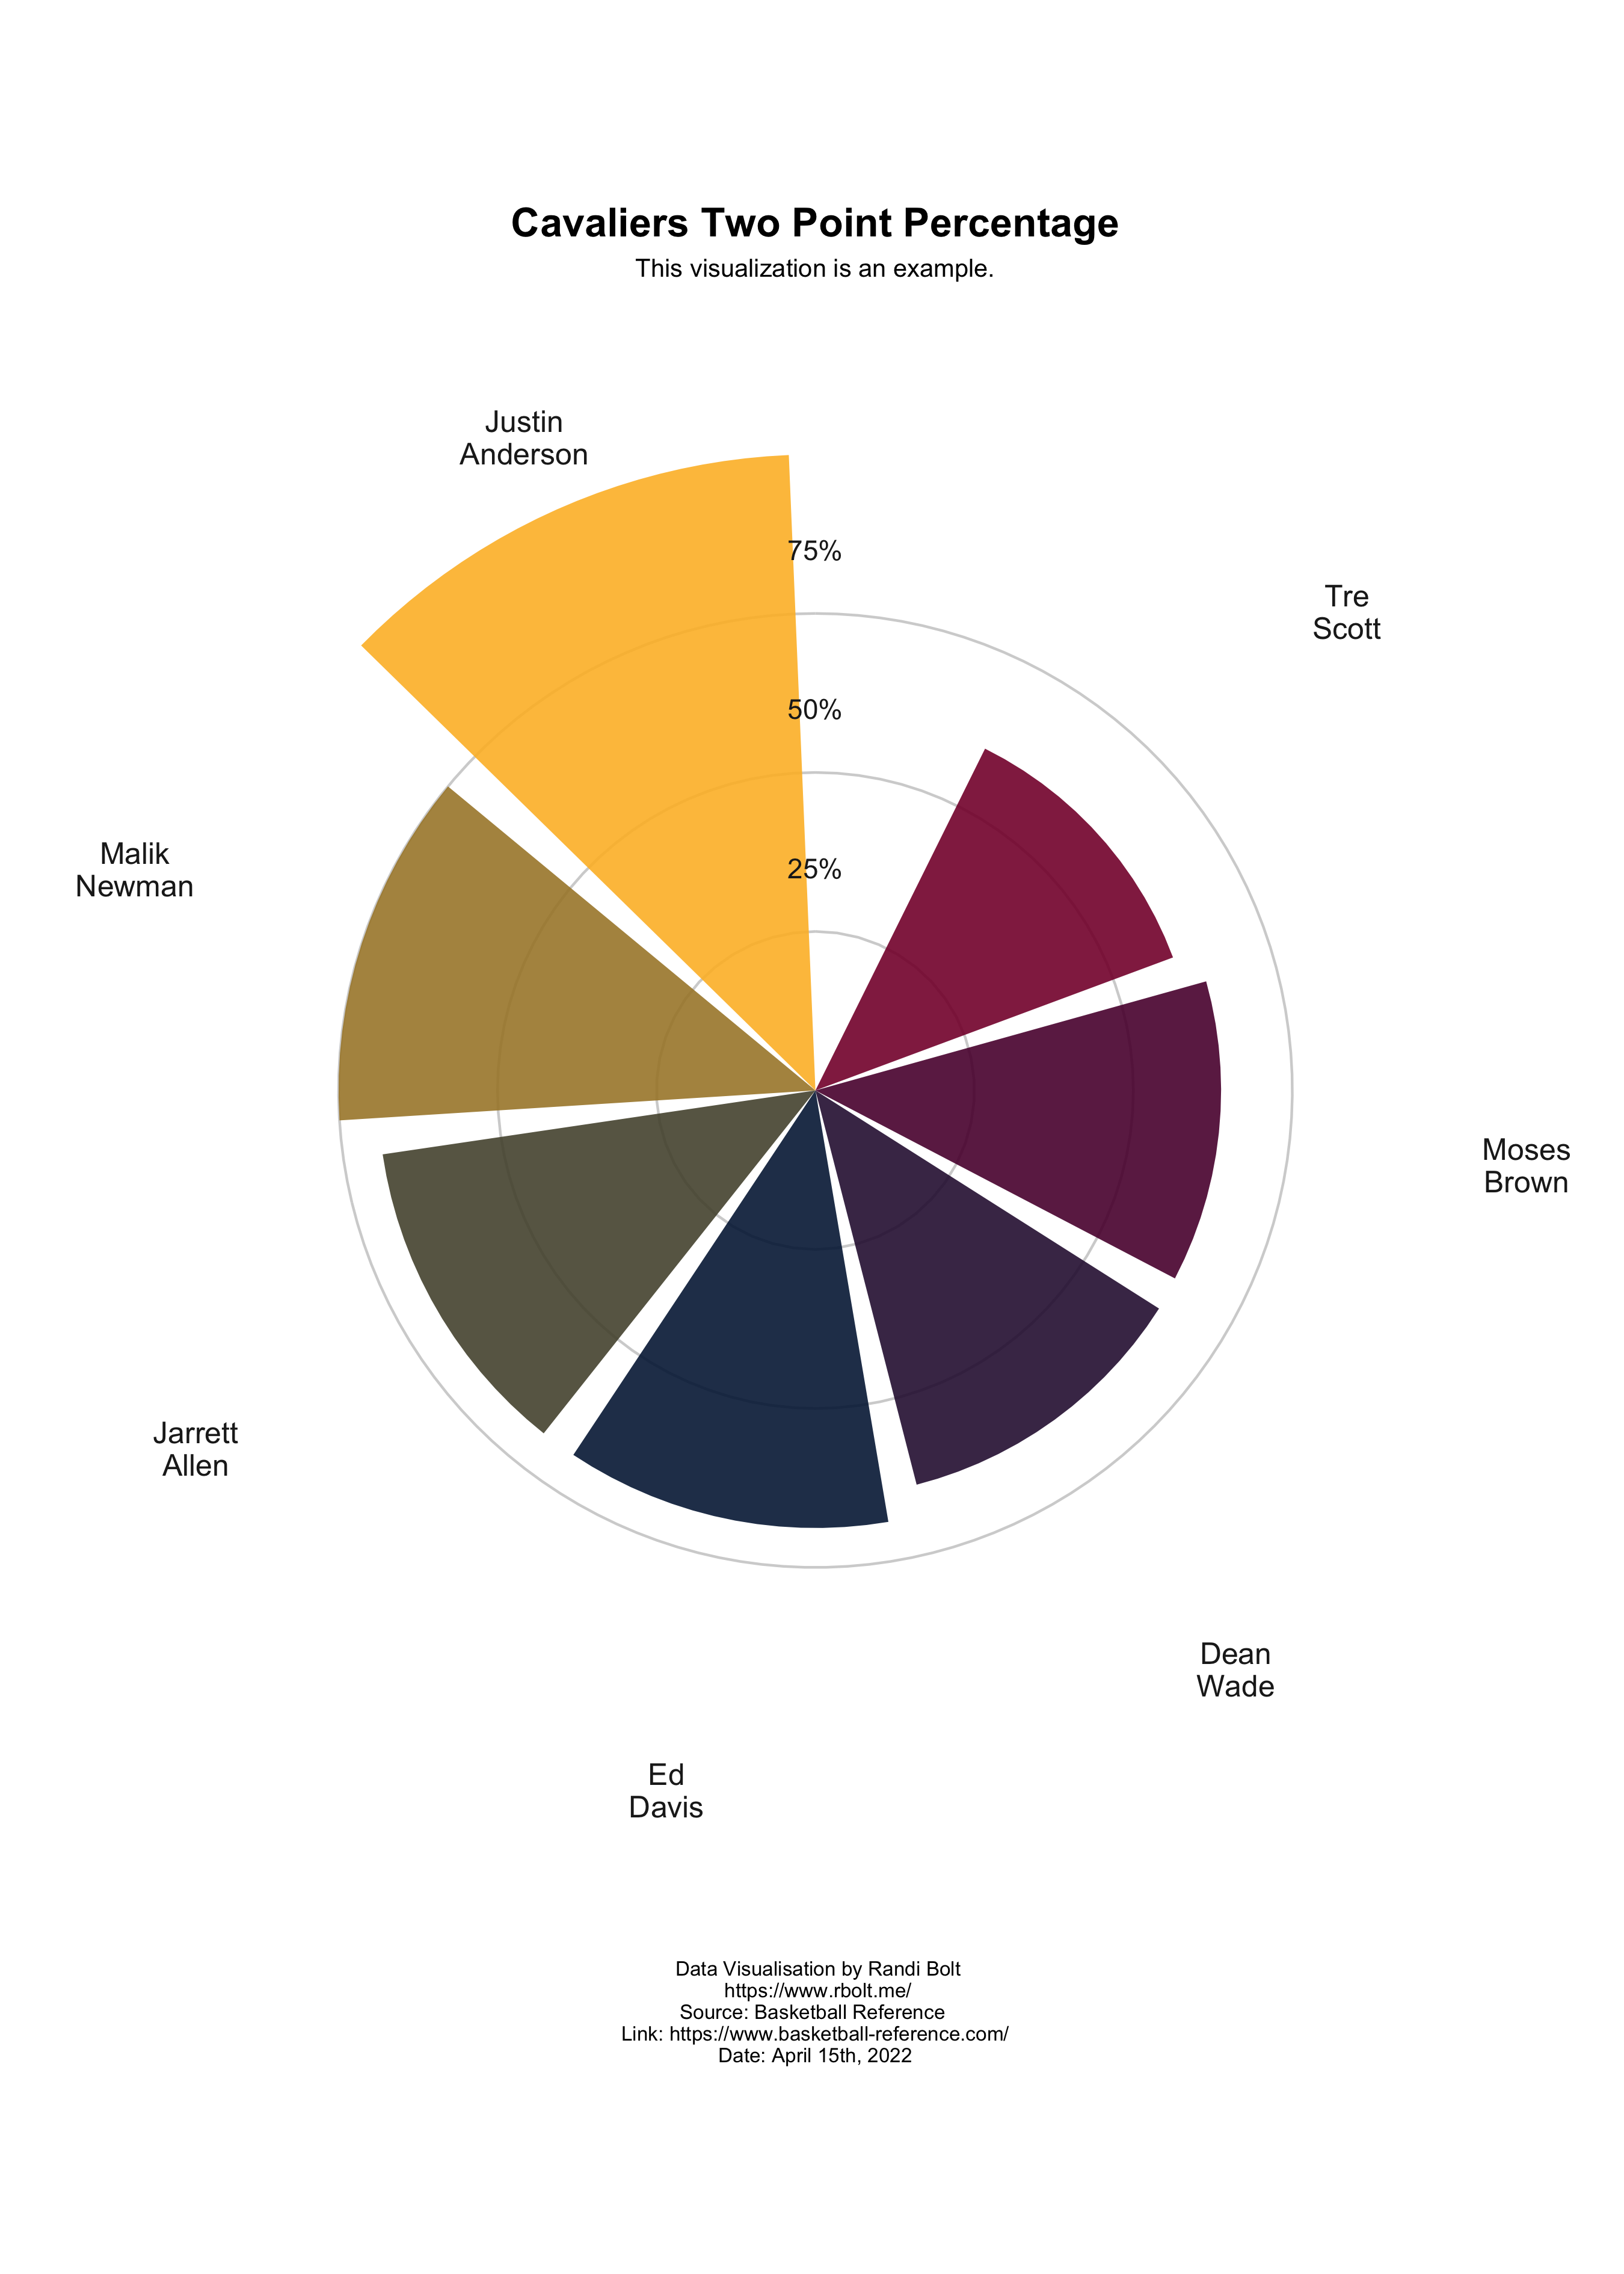 Cavaliers Two Point Percentage
This visualization is an example.
Justin
Anderson
75%
Tre
Scott
50%
Malik
Newman
25%
Moses
Brown
Jarrett
Allen
Dean
Wade
Ed
Davis
Data Visualisation by Randi Bolt
https://www.rbolt.me/
Source: Basketball Reference
Link: https://www.basketball-reference.com/
Date: April 15th, 2022